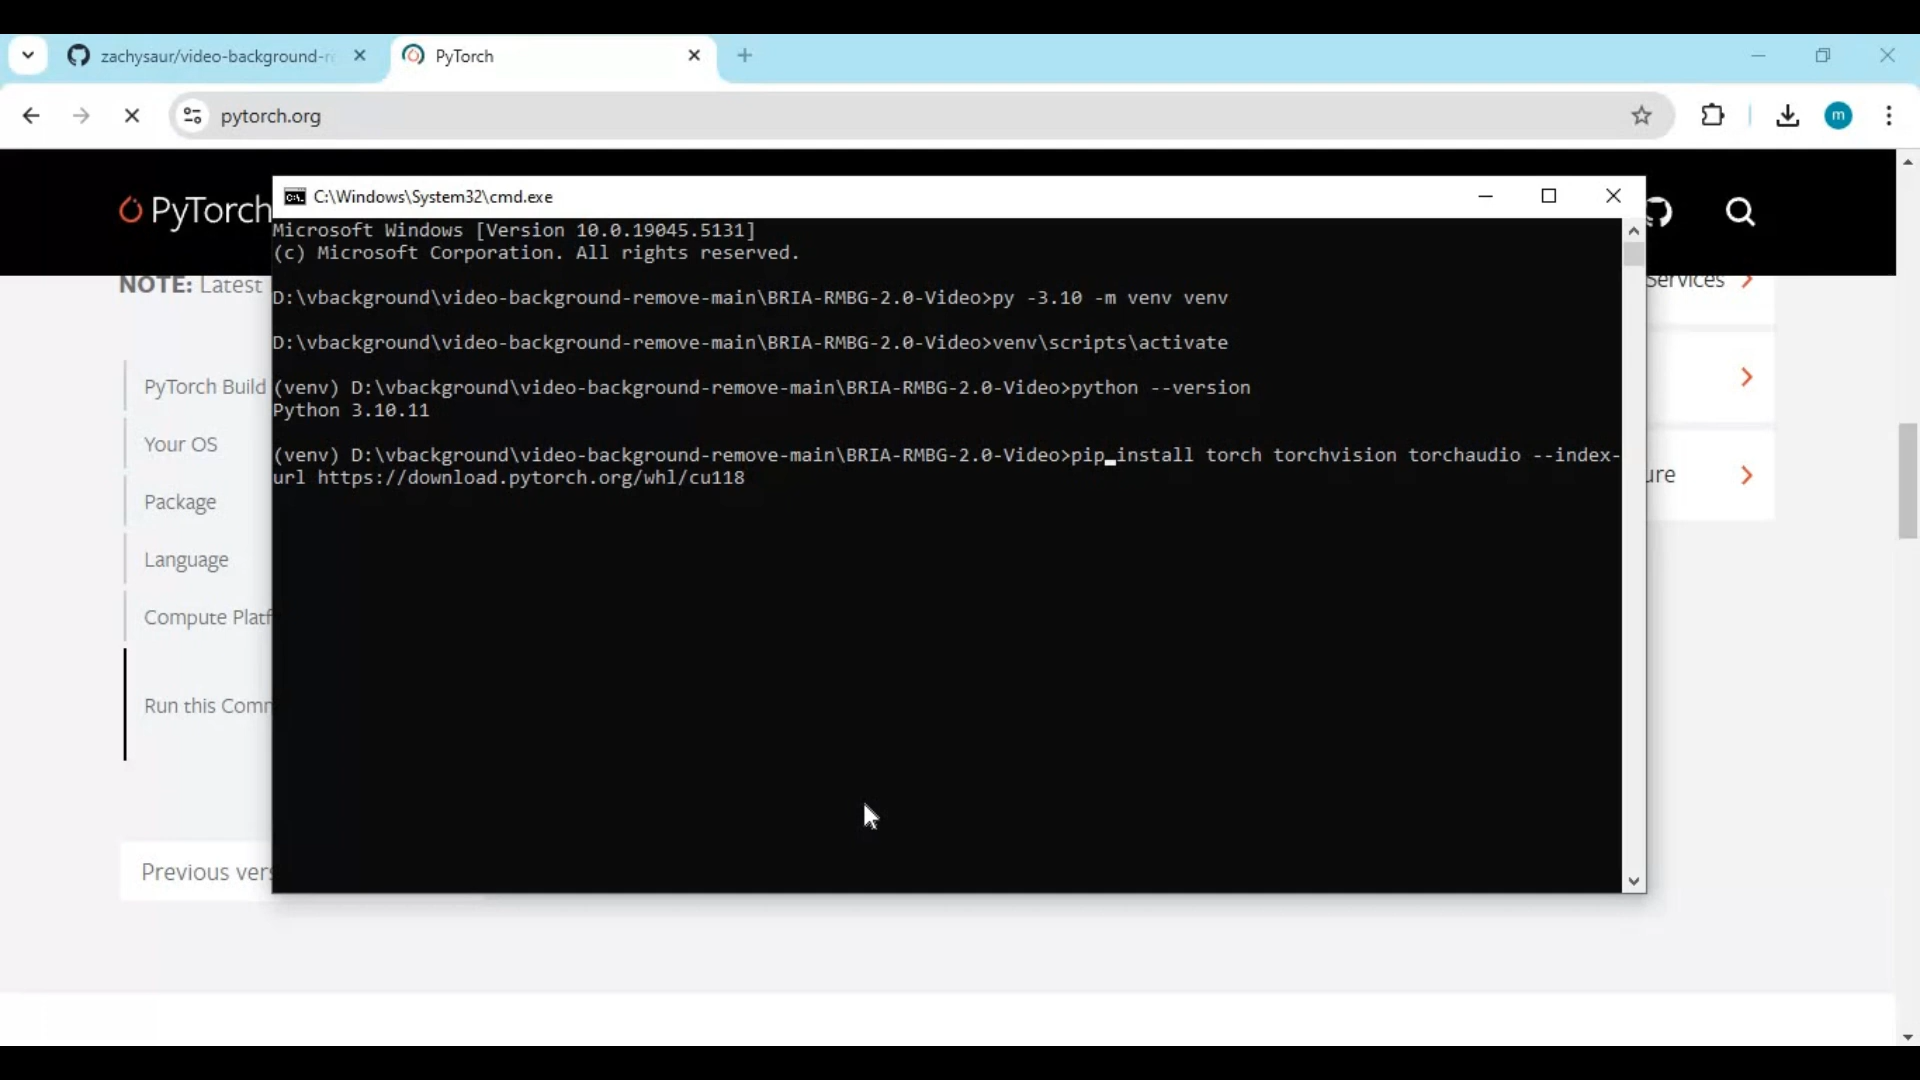 zachysaur/video-background-r
PyTorch
pytorch.org
m
PyTorch
C:\Windows\System32\cmd.exe
Microsoft Windows [Version 10.0.19045.5131]
(c) Microsoft Corporation. All rights reserved.
D:\vbackground\video-background-remove-main\BRIA-RMBG-2.0-Video>py -3.10 -m venv venv
D:\vbackground\video-background-remove-main\BRIA-RMBG-2.0-Video>venv\scripts\activate
(venv) D:\vbackground\video-background-remove-main\BRIA-RMBG-2.0-Video>python --version
Python 3.10.11
(venv) D:\vbackground\video-background-remove-main\BRIA-RMBG-2.0-Video>pip install torch torchvision torchaudio --index-
url https://download.pytorch.org/whl/cu118
NOTE: Latest
Services
PyTorch Build
Your OS
ure
Package
Language
Compute Platf
Run this Comm
Previous vers